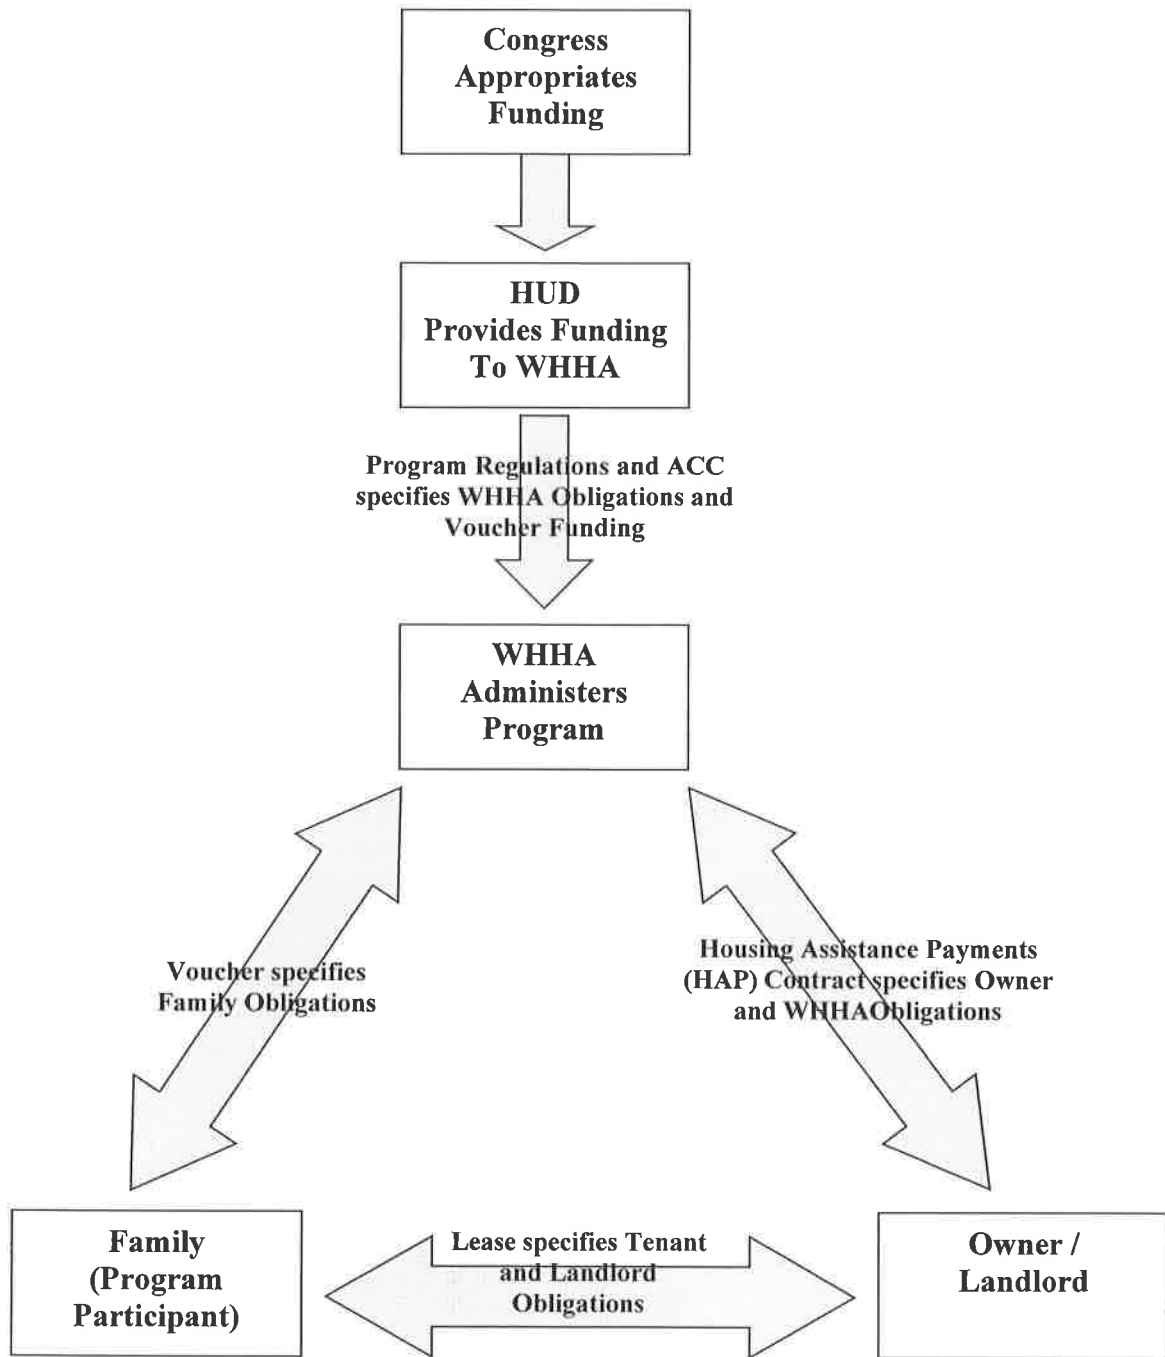 Congress
Appropriates
Funding
HUD
Provides Funding
To WHHA
Program Regulations and ACC
specifies WHHA Obligations and
Voucher Funding
WHHA
Administers
Program
Voucher specifies
Family Obligations
Housing Assistance Payments
(HAP) Contract specifies Owner
and WHHAObligations
Family
(Program
Participant)
Lease specifies Tenant
and Landlord
Obligations
Owner /
Landlord